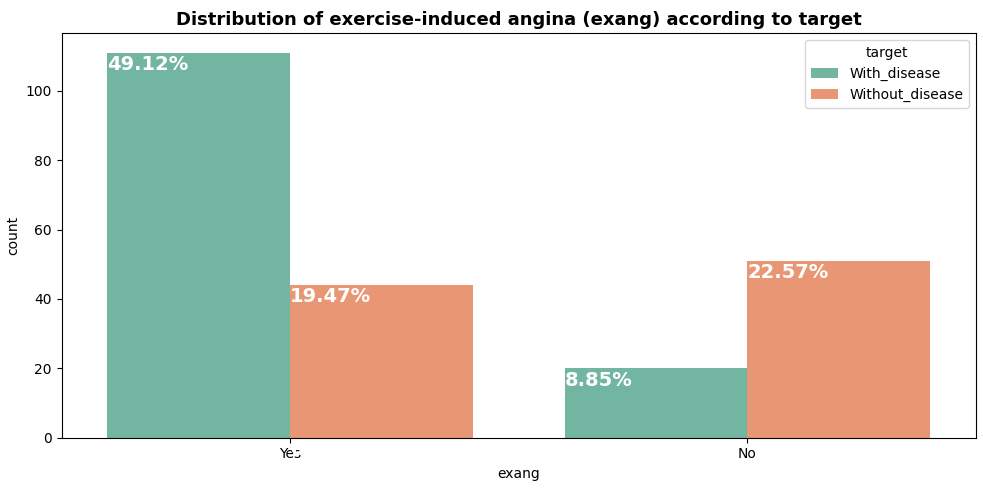 Distribution of exercise-induced angina (exang) according to target
target
With_disease
Without_disease
49.12%
19.47%
8.85%
22.57%
100
80
60
40
20
0
count
Yes
No
exang